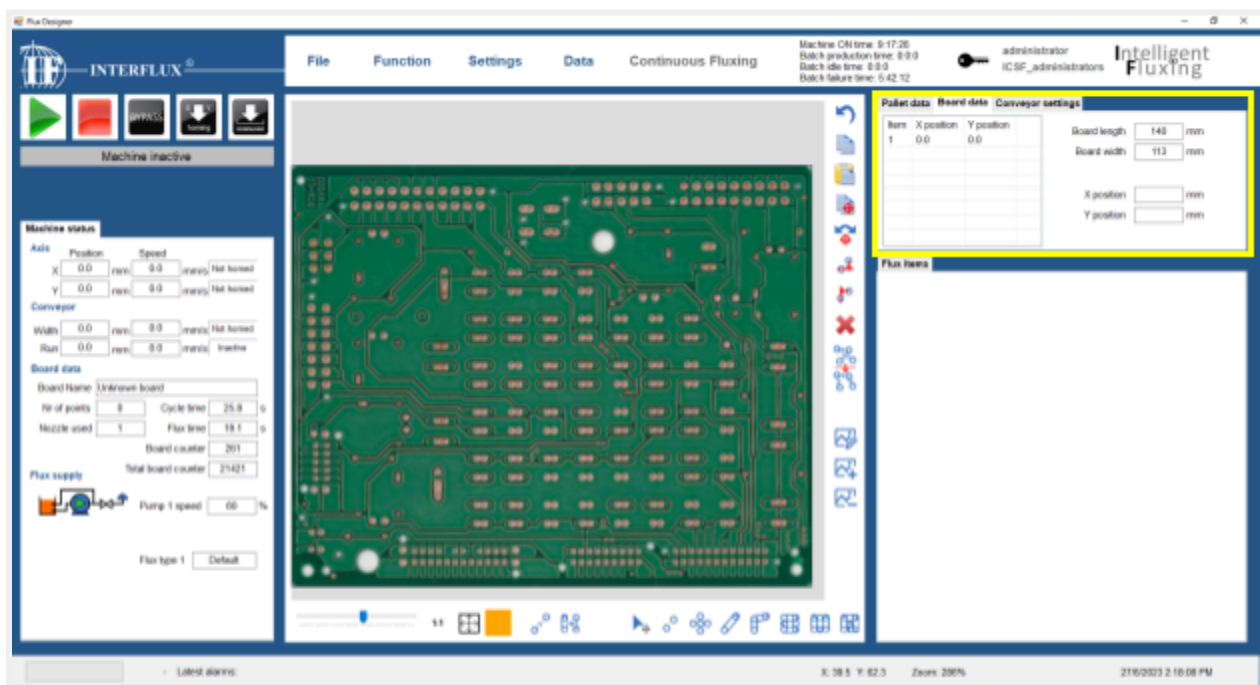 Flux Designer
INTERFLUX®
File Function Settings Data Continuous Fluxing
Machine ON time: 9:17:26
Batch production time: 0:0:0
Batch idle time: 0:0:0
Batch failure time: 5:42:12
administrator
ICSF_administrators
Intelligent
Fluxing
BYPASS
Machine inactive
Machine status
Axis Position Speed
X 0.0 mm 0.0 mm/s Not homed
Y 0.0 mm 0.0 mm/s Not homed
Conveyor
Width 0.0 mm 0.0 mm/s Not homed
Run 0.0 mm 0.0 mm/s Inactive
Board data
Board Name Unknown board
Nr of points 8 Cycle time 25.8 s
Nozzle used 1 Flux time 19.1 s
Board counter 201
Total board counter 21421
Flux supply
Pump 1 speed 60 %
Flux type 1 Default
1:1
Pallet data Board data Conveyor settings
Item X position Y position
1 0.0 0.0
Board length 148 mm
Board width 113 mm
X position mm
Y position mm
Flux items
Latest alarms:
X: 38.5 Y: 62.3 Zoom: 286%
27/6/2023 2:18:08 PM